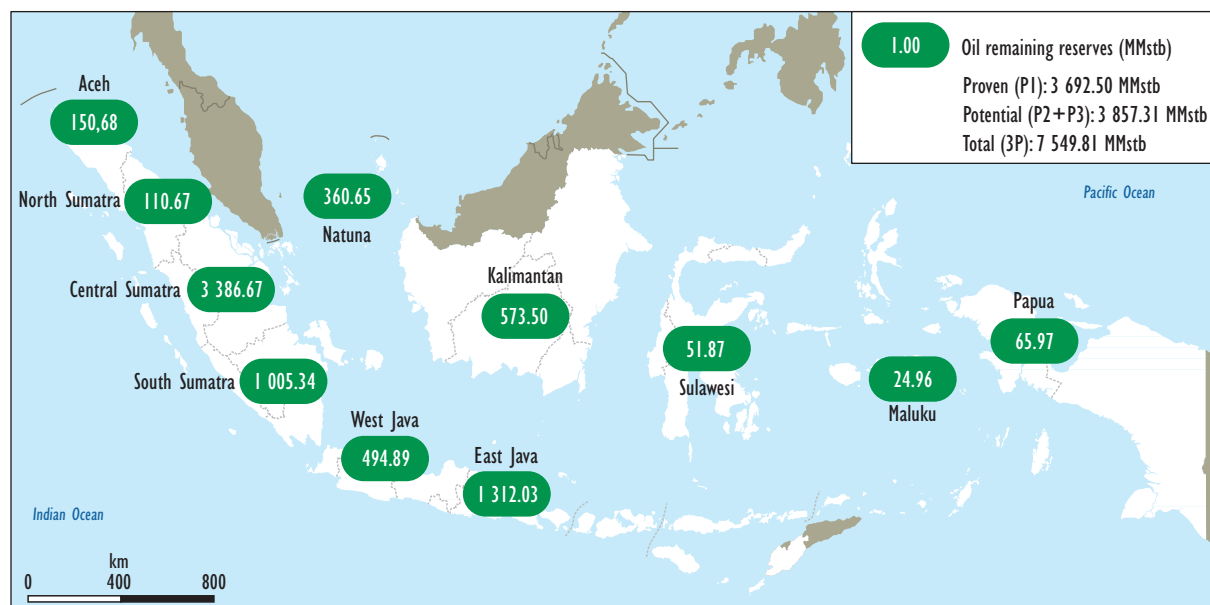 1.00 Oil remaining reserves (MMstb)
Proven (P1): 3 692.50 MMstb
Potential (P2+P3): 3 857.31 MMstb
Total (3P): 7 549.81 MMstb
Aceh
150,68
North Sumatra 110.67
360.65
Natuna
Pacific Ocean
Central Sumatra 3 386.67
Kalimantan
573.50
Papua
65.97
51.87
Sulawesi
24.96
Maluku
South Sumatra 1 005.34
West Java
494.89
East Java
1 312.03
Indian Ocean
km
0 400 800